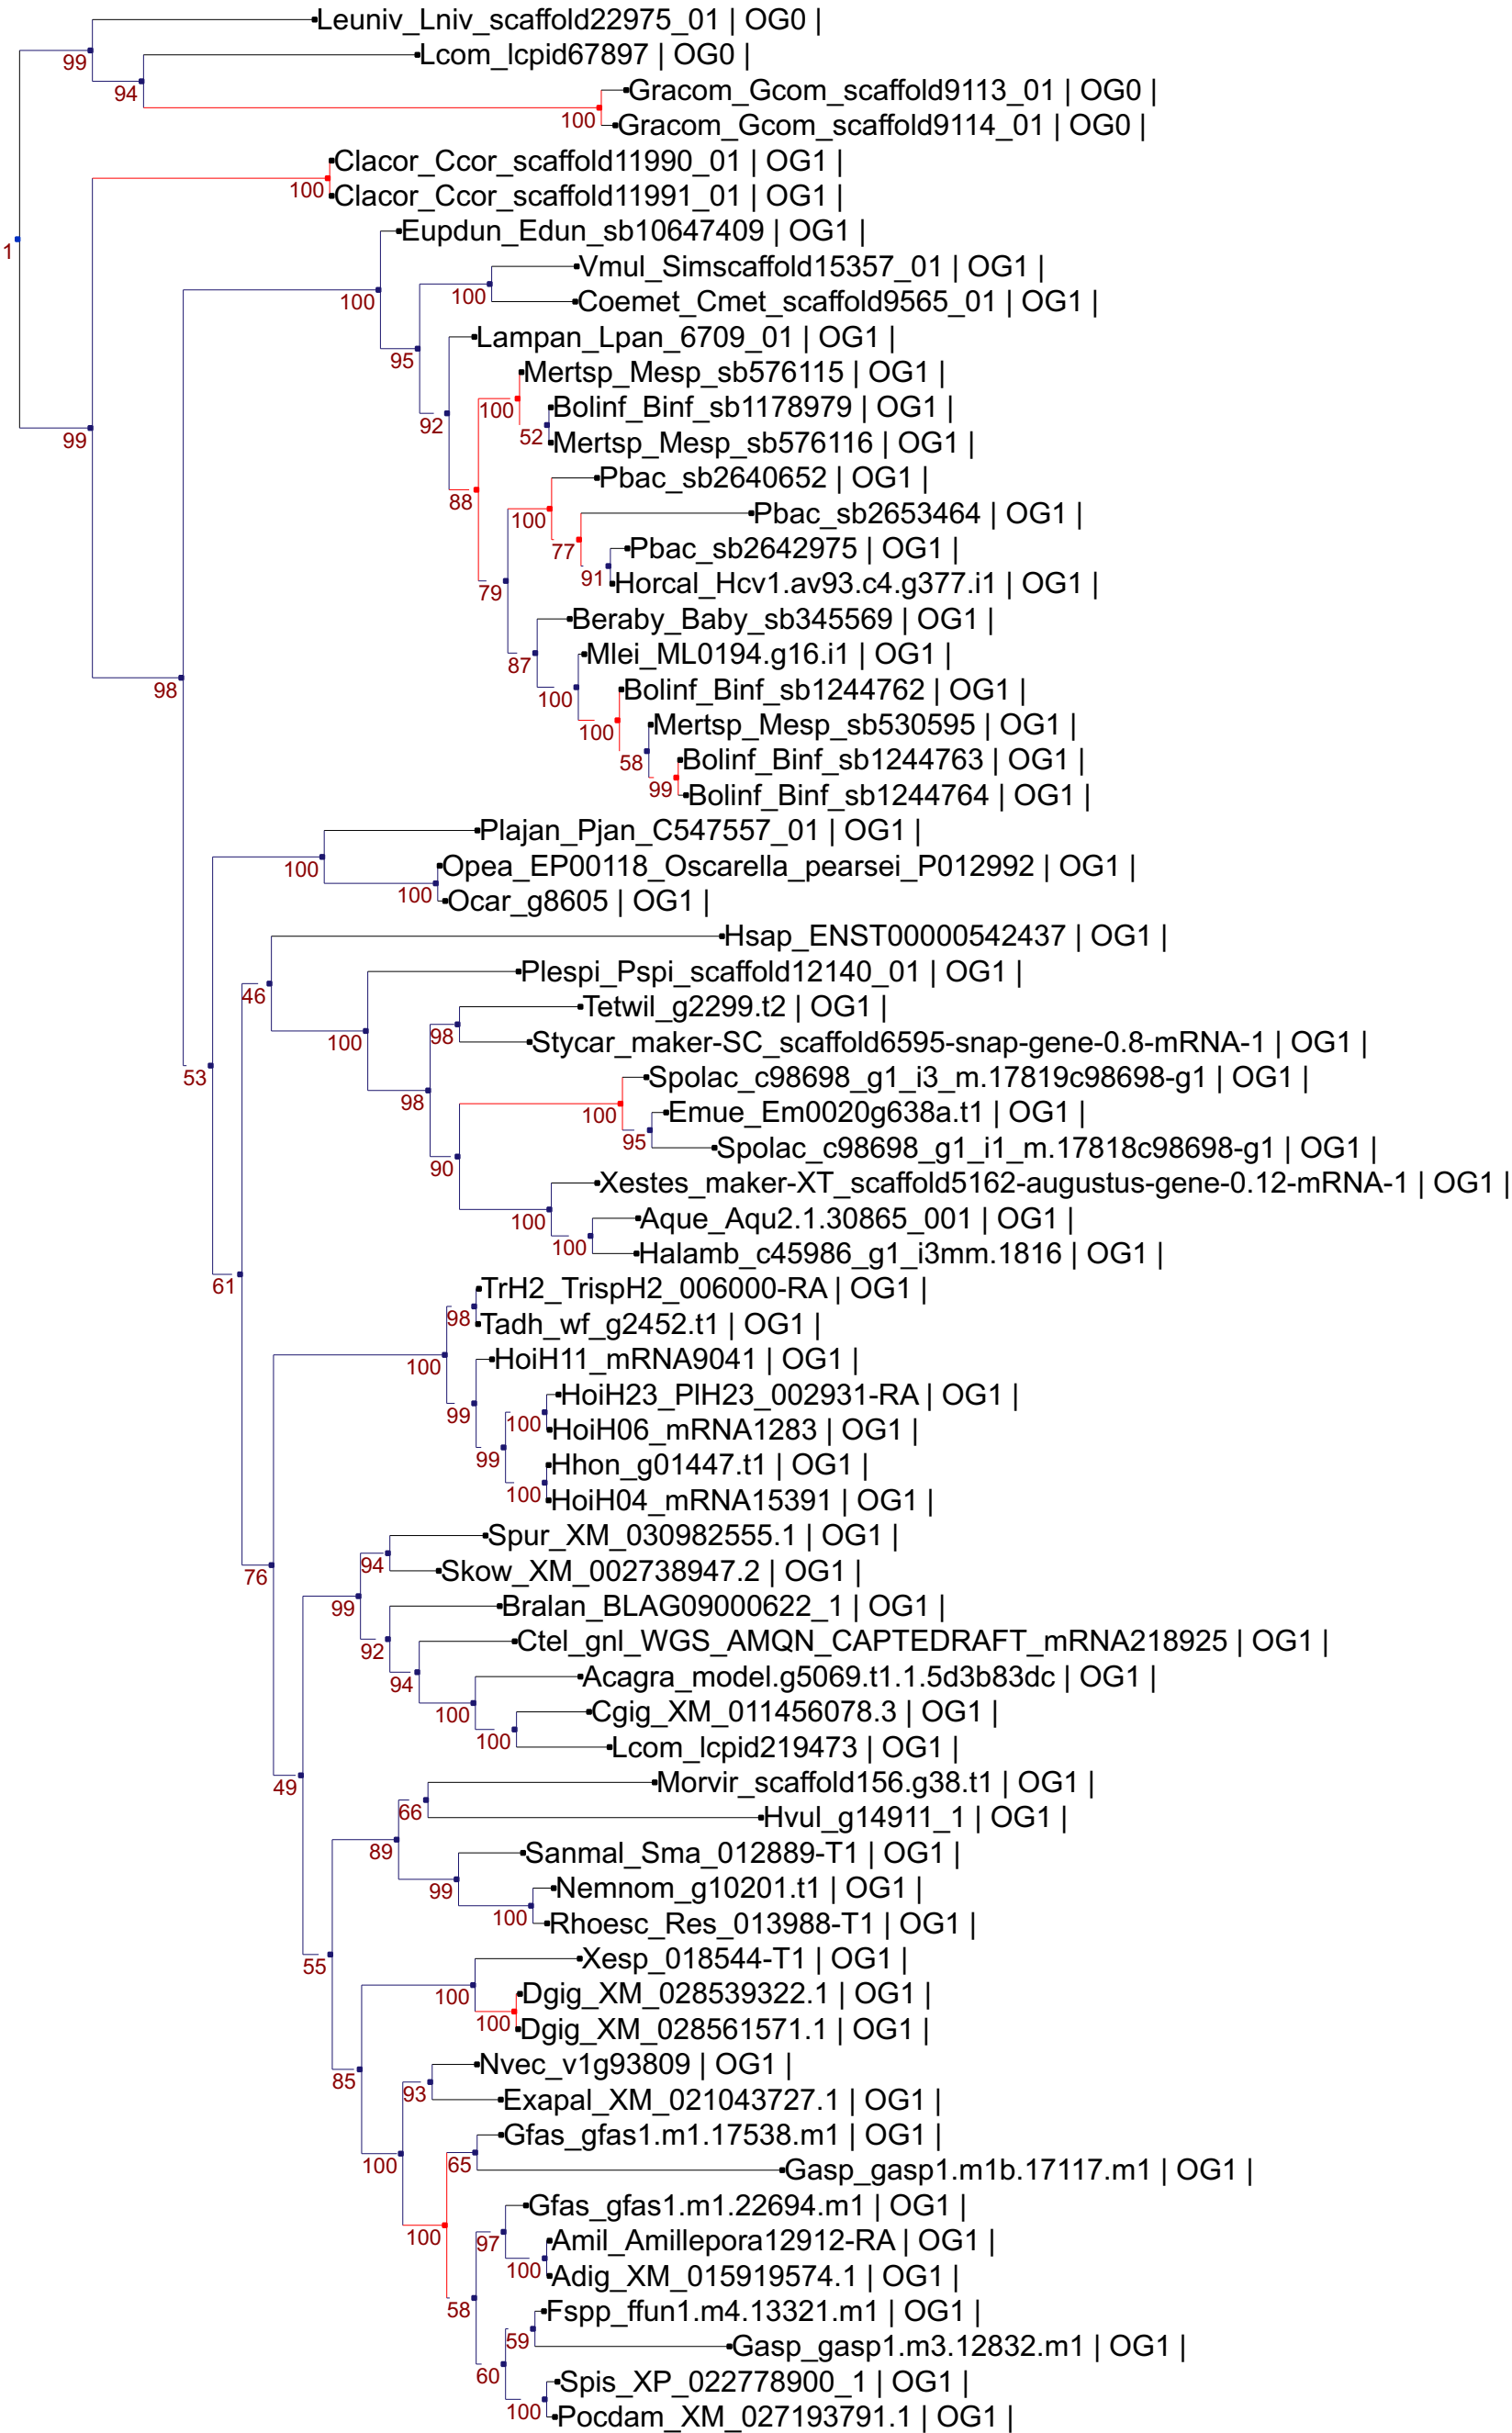 Leuniv_Lniv_scaffold22975_01 | OG0 |
99
Lcom_lcpid67897 | OG0 |
94
Gracom_Gcom_scaffold9113_01 | OG0 |
100
Gracom_Gcom_scaffold9114_01 | OG0 |
Clacor_Ccor_scaffold11990_01 | OG1 |
100
Clacor_Ccor_scaffold11991_01 | OG1 |
Eupdun_Edun_sb10647409 | OG1 |
1
Vmul_Simscaffold15357_01 | OG1 |
100
100
Coemet_Cmet_scaffold9565_01 | OG1 |
Lampan_Lpan_6709_01 | OG1 |
95
Mertsp_Mesp_sb576115 | OG1 |
100
Bolinf_Binf_sb1178979 | OG1 |
92
52
99
Mertsp_Mesp_sb576116 | OG1 |
Pbac_sb2640652 | OG1 |
88
Pbac_sb2653464 | OG1 |
100
77
Pbac_sb2642975 | OG1 |
91
Horcal_Hcv1.av93.c4.g377.i1 | OG1 |
79
Beraby_Baby_sb345569 | OG1 |
Mlei_ML0194.g16.i1 | OG1 |
87
98
Bolinf_Binf_sb1244762 | OG1 |
100
Mertsp_Mesp_sb530595 | OG1 |
100
Bolinf_Binf_sb1244763 | OG1 |
58
99
Bolinf_Binf_sb1244764 | OG1 |
Plajan_Pjan_C547557_01 | OG1 |
Opea_EP00118_Oscarella_pearsei_P012992 | OG1 |
100
100
Ocar_g8605 | OG1 |
Hsap_ENST00000542437 | OG1 |
Plespi_Pspi_scaffold12140_01 | OG1 |
46
Tetwil_g2299.t2 | OG1 |
98
100
Stycar_maker-SC_scaffold6595-snap-gene-0.8-mRNA-1 | OG1 |
53
Spolac_c98698_g1_i3_m.17819c98698-g1 | OG1 |
98
100
Emue_Em0020g638a.t1 | OG1 |
95
Spolac_c98698_g1_i1_m.17818c98698-g1 | OG1 |
90
Xestes_maker-XT_scaffold5162-augustus-gene-0.12-mRNA-1 | OG1 |
100
Aque_Aqu2.1.30865_001 | OG1 |
100
Halamb_c45986_g1_i3mm.1816 | OG1 |
61
TrH2_TrispH2_006000-RA | OG1 |
98
Tadh_wf_g2452.t1 | OG1 |
HoiH11_mRNA9041 | OG1 |
100
HoiH23_PlH23_002931-RA | OG1 |
99
100
HoiH06_mRNA1283 | OG1 |
99
Hhon_g01447.t1 | OG1 |
100
HoiH04_mRNA15391 | OG1 |
Spur_XM_030982555.1 | OG1 |
94
Skow_XM_002738947.2 | OG1 |
76
99
Bralan_BLAG09000622_1 | OG1 |
92
Ctel_gnl_WGS_AMQN_CAPTEDRAFT_mRNA218925 | OG1 |
94
Acagra_model.g5069.t1.1.5d3b83dc | OG1 |
100
Cgig_XM_011456078.3 | OG1 |
100
Lcom_lcpid219473 | OG1 |
49
Morvir_scaffold156.g38.t1 | OG1 |
66
Hvul_g14911_1 | OG1 |
89
Sanmal_Sma_012889-T1 | OG1 |
99
Nemnom_g10201.t1 | OG1 |
100
Rhoesc_Res_013988-T1 | OG1 |
55
Xesp_018544-T1 | OG1 |
100
Dgig_XM_028539322.1 | OG1 |
100
Dgig_XM_028561571.1 | OG1 |
Nvec_v1g93809 | OG1 |
85
93
Exapal_XM_021043727.1 | OG1 |
Gfas_gfas1.m1.17538.m1 | OG1 |
100
65
Gasp_gasp1.m1b.17117.m1 | OG1 |
Gfas_gfas1.m1.22694.m1 | OG1 |
100
97
Amil_Amillepora12912-RA | OG1 |
100
Adig_XM_015919574.1 | OG1 |
58
Fspp_ffun1.m4.13321.m1 | OG1 |
59
Gasp_gasp1.m3.12832.m1 | OG1 |
60
Spis_XP_022778900_1 | OG1 |
100
Pocdam_XM_027193791.1 | OG1 |